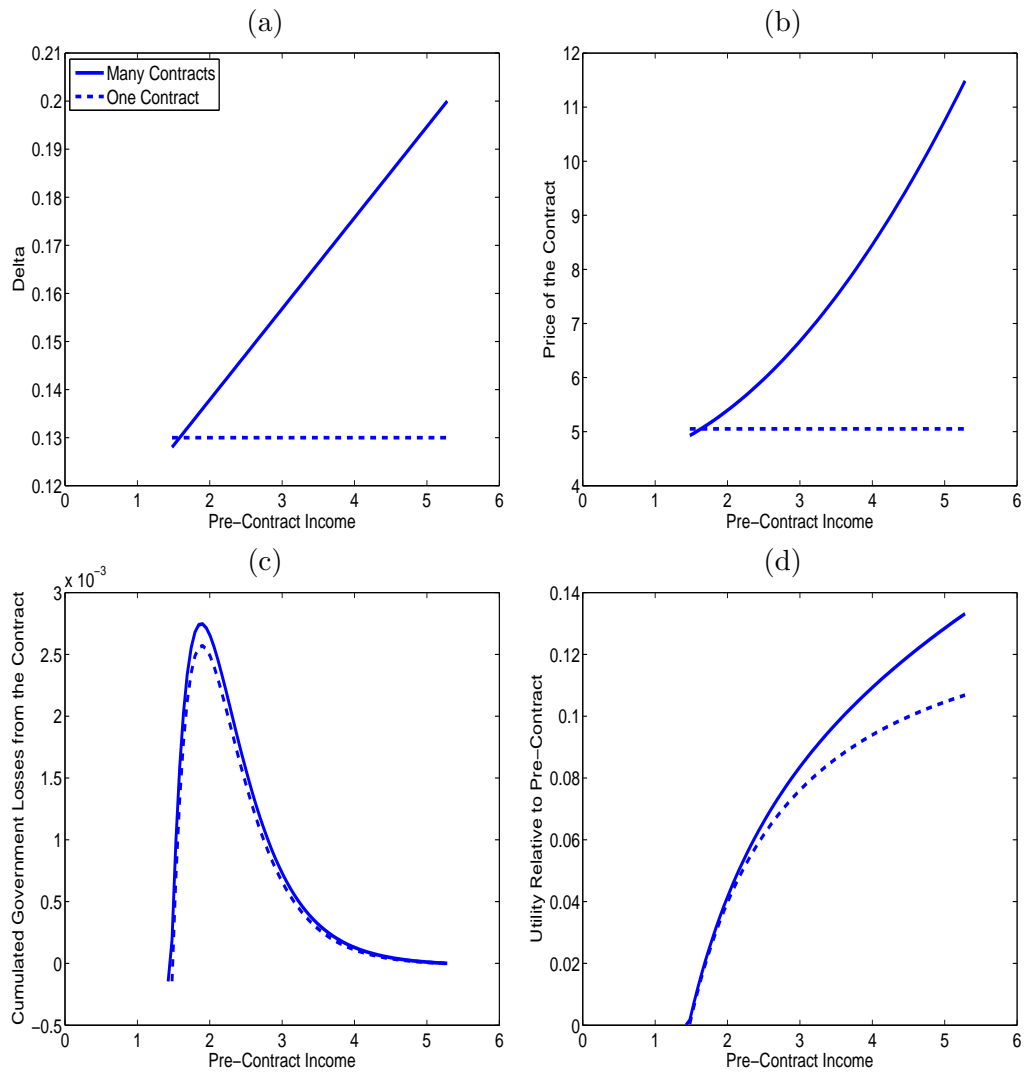 (a)
Delta
0.21
0.2
0.19
0.18
0.17
0.16
0.15
0.14
0.13
0.12
Many Contracts
One Contract
0 1 2 3 4 5 6
Pre−Contract Income
(b)
Price of the Contract
12
11
10
9
8
7
6
5
4
0 1 2 3 4 5 6
Pre−Contract Income
(c)
Cumulated Government Losses from the Contract
x 10⁻³
3
2.5
2
1.5
1
0.5
0
−0.5
0 1 2 3 4 5 6
Pre−Contract Income
(d)
Utility Relative to Pre−Contract
0.14
0.12
0.1
0.08
0.06
0.04
0.02
0
0 1 2 3 4 5 6
Pre−Contract Income